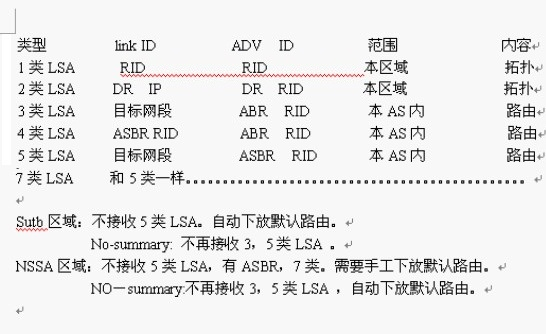 类型 link ID ADV ID 范围 内容
1 类 LSA RID RID 本区域 拓扑
2 类 LSA DR IP DR RID 本区域 拓扑
3 类 LSA 目标网段 ABR RID 本 AS 内 路由
4 类 LSA ASBR RID ABR RID 本 AS 内 路由
5 类 LSA 目标网段 ASBR RID 本 AS 内 路由
7 类 LSA 和 5 类一样………………………………………………
Sutb 区域：不接收 5 类 LSA。自动下放默认路由。
No-summary: 不再接收 3，5 类 LSA 。
NSSA 区域：不接收 5 类 LSA，有 ASBR，7 类。需要手工下放默认路由。
NO—summary:不再接收 3，5 类 LSA ，自动下放默认路由。